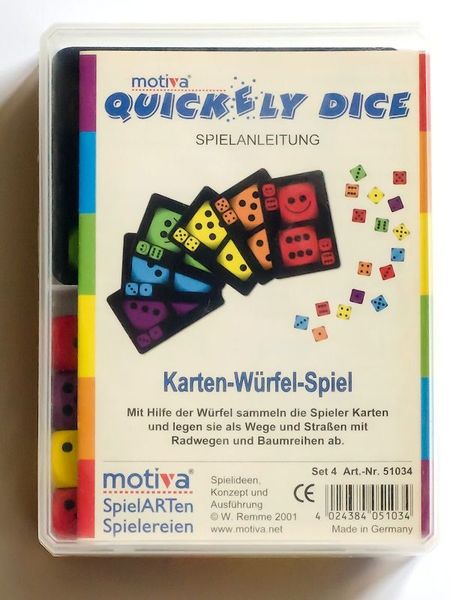 motiva®
QUICKELY DICE
SPIELANLEITUNG
Karten-Würfel-Spiel
Mit Hilfe der Würfel sammeln die Spieler Karten
und legen sie als Wege und Straßen mit
Radwegen und Baumreihen ab.
motiva®
SpielARTen
Spielereien
Spielideen,
Konzept und
Ausführung
© W. Remme 2001
www.motiva.net
CE
Set 4 Art.-Nr. 51034
4 024384 051034
Made in Germany